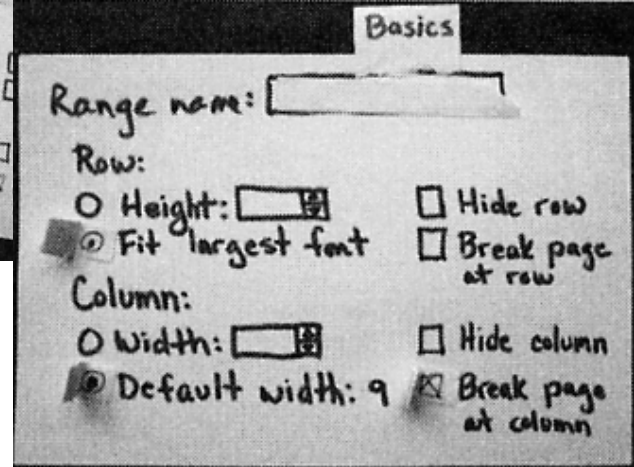 Basics
Range name:
Row:
Height:
Hide row
Fit largest font
Break page
at row
Column:
Width:
Hide column
Default width: 9
Break page
at column